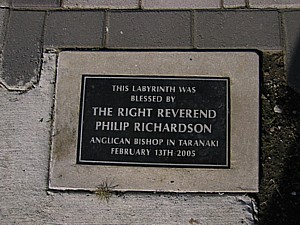 THIS LABYRINTH WAS
BLESSED BY
THE RIGHT REVEREND
PHILIP RICHARDSON
ANGLICAN BISHOP IN TARANAKI
FEBRUARY 13TH 2005